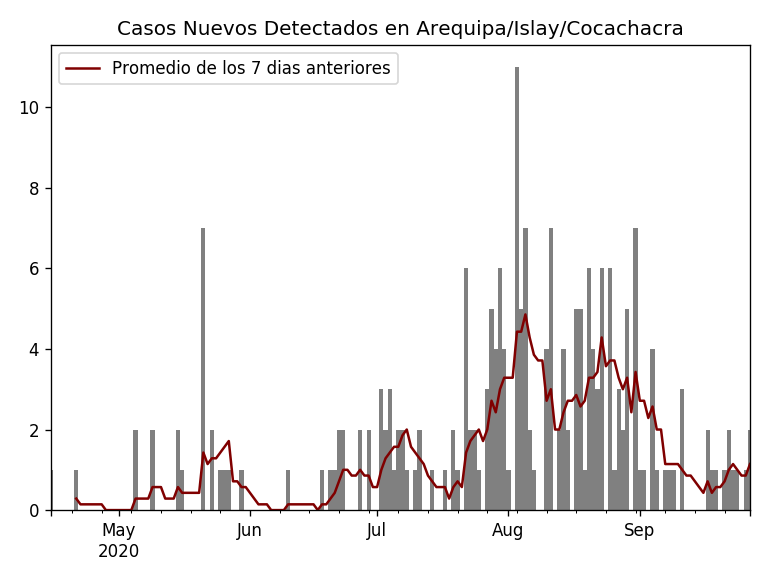 Casos Nuevos Detectados en Arequipa/Islay/Cocachacra
Promedio de los 7 dias anteriores
10
8
6
4
2
0
May Jun Jul Aug Sep
2020